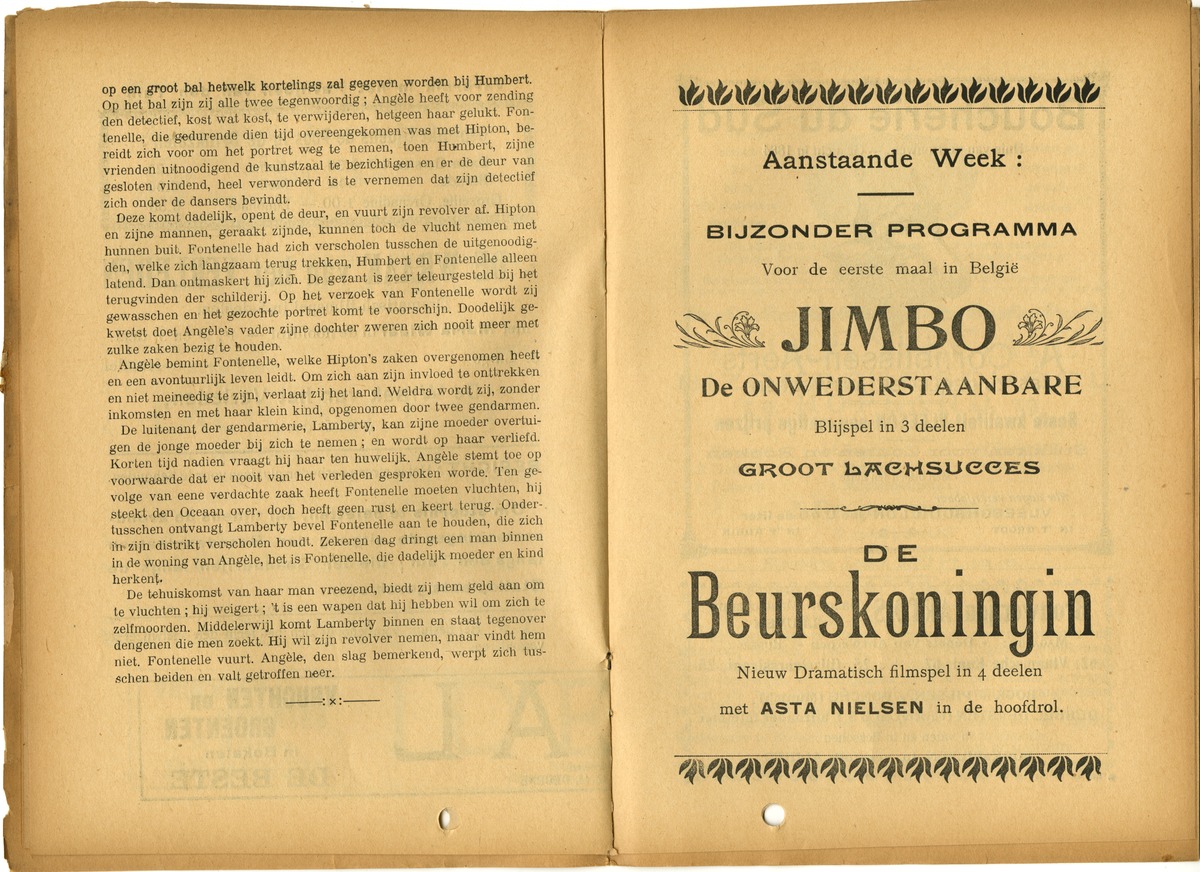 op een groot bal hetwelk kortelings zal gegeven worden bij Humbert.
Op het bal zijn zij alle twee tegenwoordig ; Angèle heeft voor zending
den detectief, kost wat kost, te verwijderen, hetgeen haar gelukt. Fon-
tenelle, die gedurende dien tijd overeengekomen was met Hipton, be-
reidt zich voor om het portret weg te nemen, toen Humbert, zijne
vrienden uitnoodigend de kunstzaal te bezichtigen en er de deur van
gesloten vindend, heel verwonderd is te vernemen dat zijn detectief
zich onder de dansers bevindt.
Deze komt dadelijk, opent de deur, en vuurt zijn revolver af. Hipton
en zijne mannen, geraakt zijnde, kunnen toch de vlucht nemen met
hunnen buit. Fontenelle had zich verscholen tusschen de uitgenoodig-
den, welke zich langzaam terug trekken, Humbert en Fontenelle alleen
latend. Dan ontmaskert hij zich. De gezant is zeer teleurgesteld bij het
terugvinden der schilderij. Op het verzoek van Fontenelle wordt zij
gewasschen en het gezochte portret komt te voorschijn. Doodelijk ge-
kwetst doet Angèle's vader zijne dochter zweren zich nooit meer met
zulke zaken bezig te houden.
Angèle bemint Fontenelle, welke Hipton's zaken overgenomen heeft
en een avontuurlijk leven leidt. Om zich aan zijn invloed te onttrekken
en niet meineedig te zijn, verlaat zij het land. Weldra wordt zij, zonder
inkomsten en met haar klein kind, opgenomen door twee gendarmen.
De luitenant der gendarmerie, Lamberty, kan zijne moeder overtui-
gen de jonge moeder bij zich te nemen ; en wordt op haar verliefd.
Korten tijd nadien vraagt hij haar ten huwelijk. Angèle stemt toe op
voorwaarde dat er nooit van het verleden gesproken worde. Ten ge-
volge van eene verdachte zaak heeft Fontenelle moeten vluchten, hij
steekt den Oceaan over, doch heeft geen rust en keert terug. Onder-
tusschen ontvangt Lamberty bevel Fontenelle aan te houden, die zich
in zijn distrikt verscholen houdt. Zekeren dag dringt een man binnen
in de woning van Angèle, het is Fontenelle, die dadelijk moeder en kind
herkent.
De tehuiskomst van haar man vreezend, biedt zij hem geld aan om
te vluchten ; hij weigert ; 't is een wapen dat hij hebben wil om zich te
zelfmoorden. Middelerwijl komt Lamberty binnen en staat tegenover
dengenen die men zoekt. Hij wil zijn revolver nemen, maar vindt hem
niet. Fontenelle vuurt. Angèle, den slag bemerkend, werpt zich tus-
schen beiden en valt getroffen neer.
——:×:——
Aanstaande Week :
BIJZONDER PROGRAMMA
Voor de eerste maal in België
JIMBO
De ONWEDERSTAANBARE
Blijspel in 3 deelen
GROOT LACHSUCCES
DE
Beurskoningin
Nieuw Dramatisch filmspel in 4 deelen
met ASTA NIELSEN in de hoofdrol.